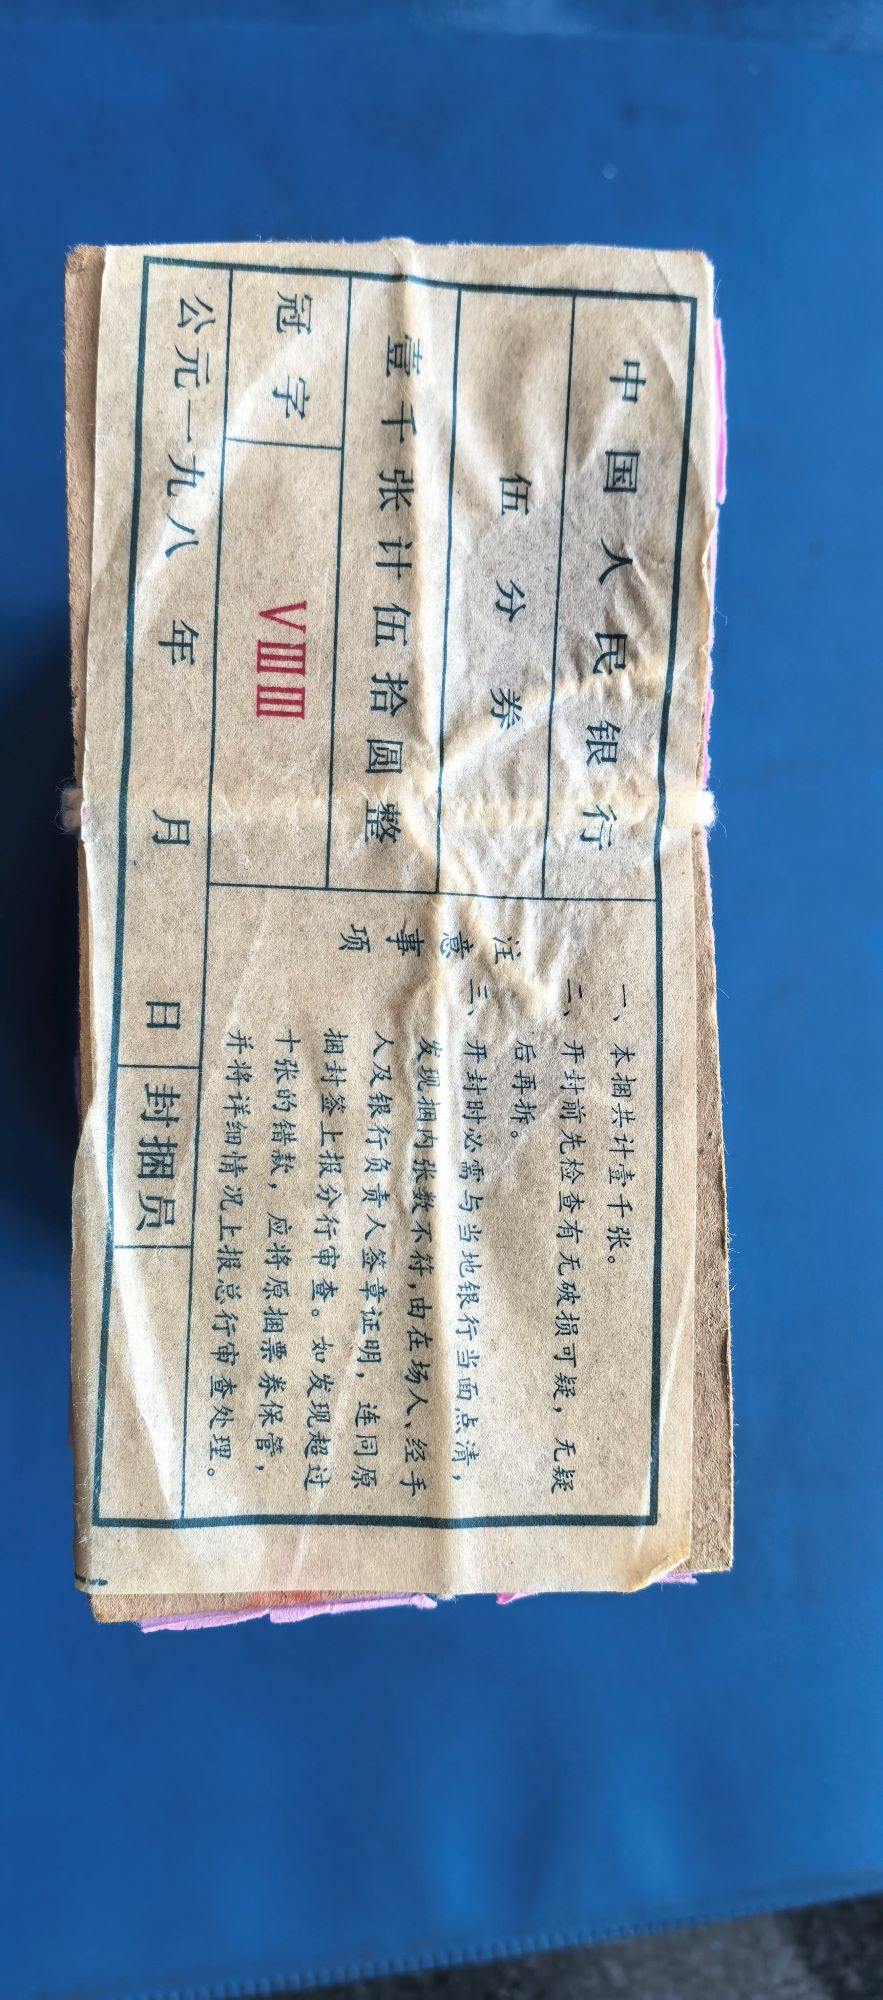 中国人民银行
伍分券
壹千张计伍拾圆整
冠字 VⅢⅢ
公元一九八 年 月 日 封捆员
注意事项
一、本捆共计壹千张。
二、开封前先检查有无破损可疑，无疑
后再拆。
三、开封时必需与当地银行当面点清，
发现捆内张数不符，由在场人、经手
人及银行负责人签章证明，连同原
捆封签上报分行审查。如发现超过
十张的错款，应将原捆票券保管，
并将详细情况上报总行审查处理。